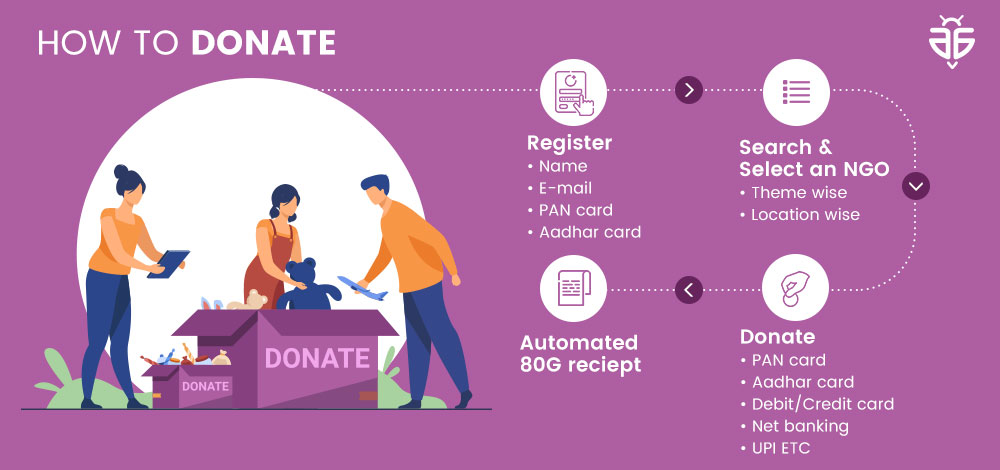 HOW TO DONATE
Register
• Name
• E-mail
• PAN card
• Aadhar card
Search &
Select an NGO
• Theme wise
• Location wise
Donate
• PAN card
• Aadhar card
• Debit/Credit card
• Net banking
• UPI ETC
Automated
80G reciept
DONATE
DONATE